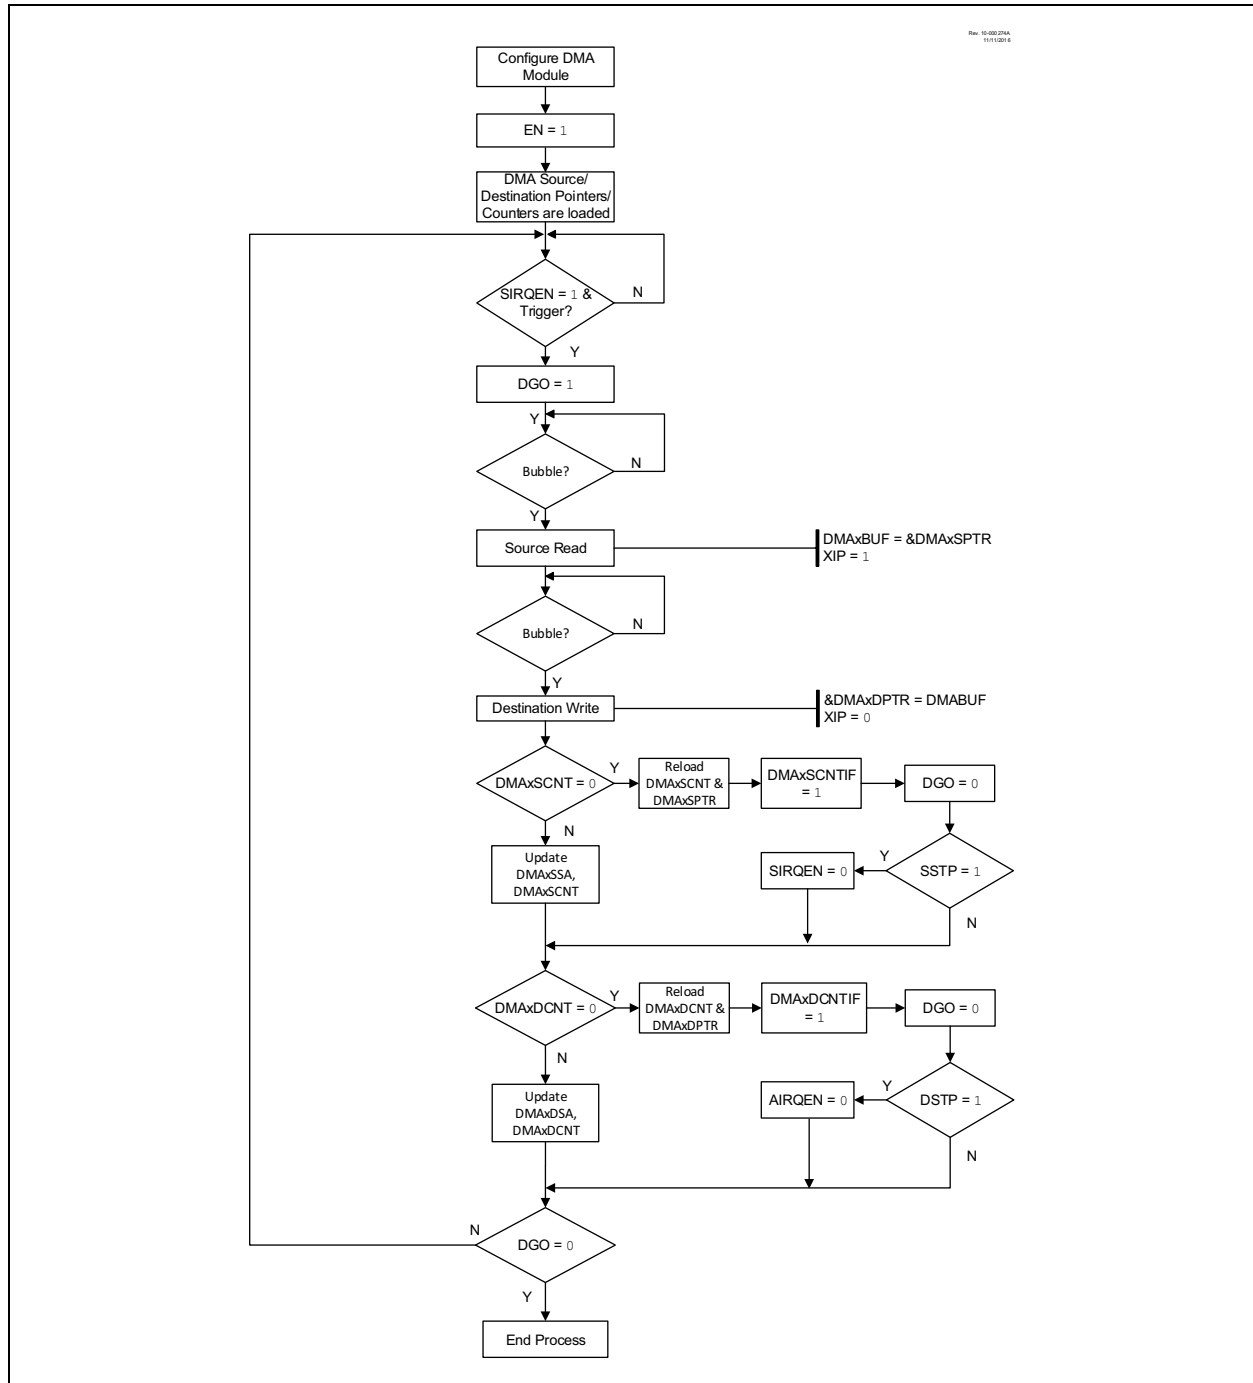 Rev. 10-000 274A
11/11/2016
Configure DMA
Module
EN = 1
DMA Source/
Destination Pointers/
Counters are loaded
SIRQEN = 1 &
Trigger?
N
Y
DGO = 1
Y
Bubble?
N
Y
Source Read
DMAxBUF = &DMAxSPTR
XIP = 1
Bubble?
N
Y
Destination Write
&DMAxDPTR = DMABUF
XIP = 0
DMAxSCNT = 0
Y
Reload
DMAxSCNT &
DMAxSPTR
DMAxSCNTIF
= 1
DGO = 0
N
Update
DMAxSSA,
DMAxSCNT
SIRQEN = 0
Y
SSTP = 1
N
DMAxDCNT = 0
Y
Reload
DMAxDCNT &
DMAxDPTR
DMAxDCNTIF
= 1
DGO = 0
N
Update
DMAxDSA,
DMAxDCNT
AIRQEN = 0
Y
DSTP = 1
N
N
DGO = 0
Y
End Process